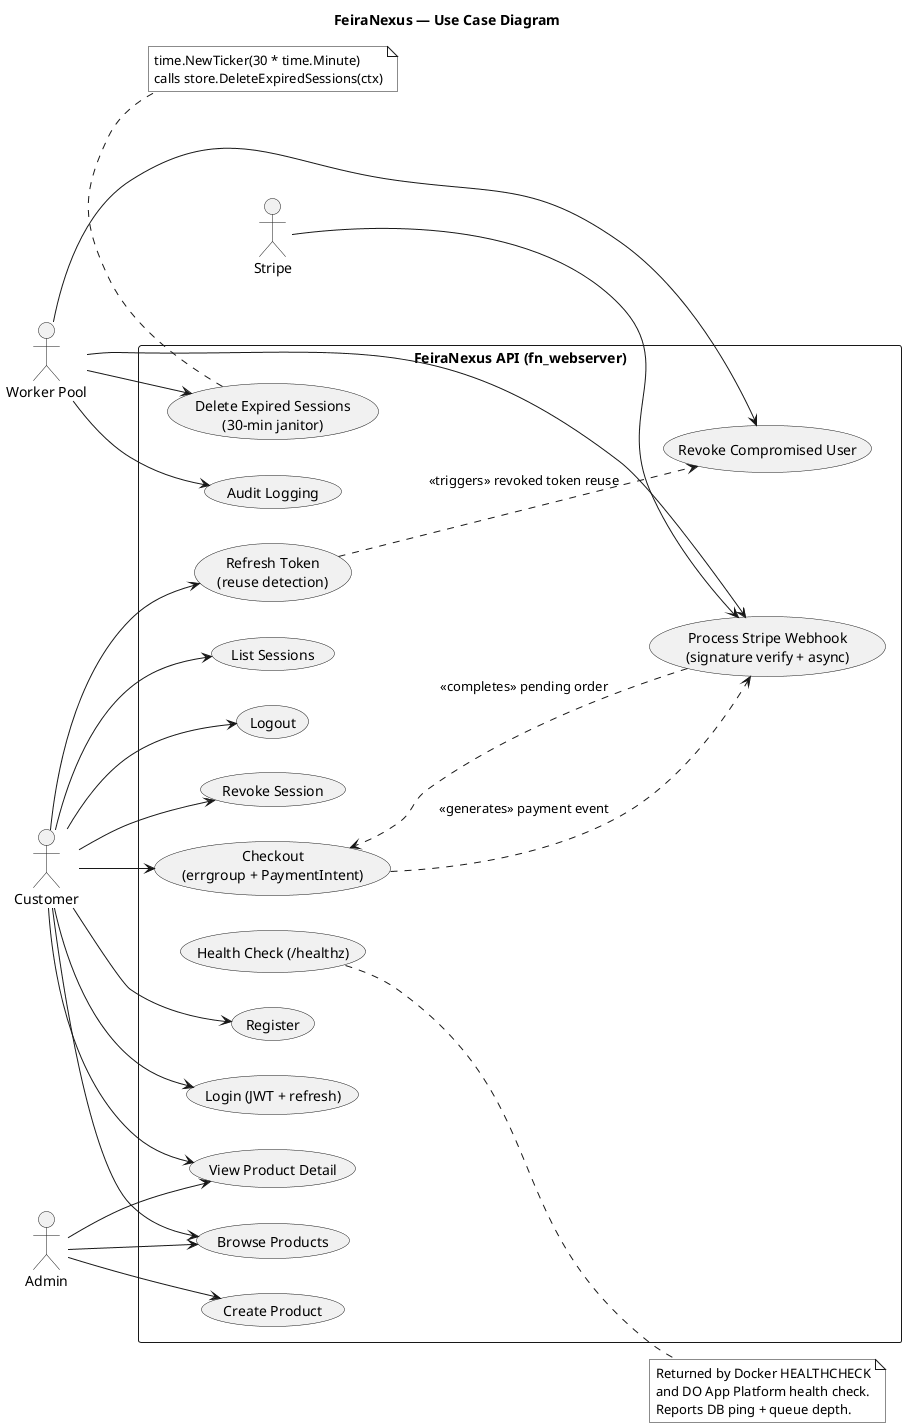 FeiraNexus — Use Case Diagram
time.NewTicker(30 * time.Minute)
calls store.DeleteExpiredSessions(ctx)
Stripe
Worker Pool
FeiraNexus API (fn_webserver)
Delete Expired Sessions
(30-min janitor)
Revoke Compromised User
Audit Logging
«triggers» revoked token reuse
Refresh Token
(reuse detection)
Process Stripe Webhook
(signature verify + async)
List Sessions
«completes» pending order
Logout
Revoke Session
«generates» payment event
Customer
Checkout
(errgroup + PaymentIntent)
Health Check (/healthz)
Register
Login (JWT + refresh)
View Product Detail
Browse Products
Admin
Create Product
Returned by Docker HEALTHCHECK
and DO App Platform health check.
Reports DB ping + queue depth.